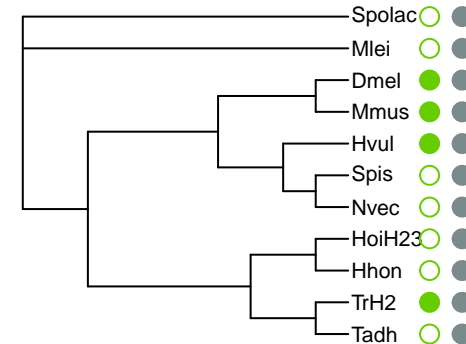 Spolac
Mlei
Dmel
Mmus
Hvul
Spis
Nvec
HoiH23
Hhon
TrH2
Tadh